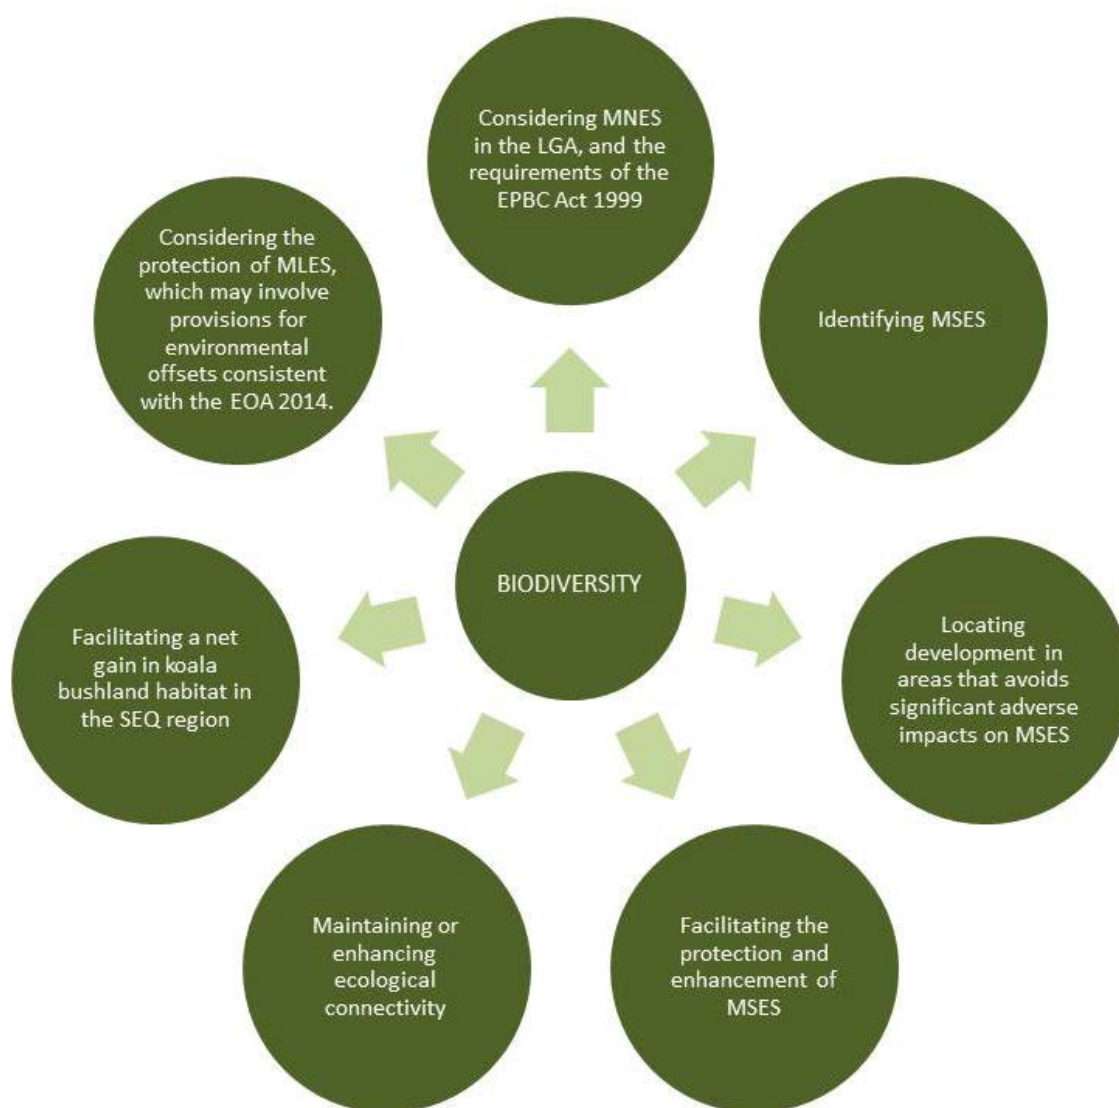 Considering MNES
in the LGA, and the
requirements of the
EPBC Act 1999
Identifying MSES
Locating
development in
areas that avoids
significant adverse
impacts on MSES
Facilitating the
protection and
enhancement of
MSES
Maintaining or
enhancing
ecological
connectivity
Facilitating a net
gain in koala
bushland habitat in
the SEQ region
Considering the
protection of MLES,
which may involve
provisions for
environmental
offsets consistent
with the EOA 2014.
BIODIVERSITY